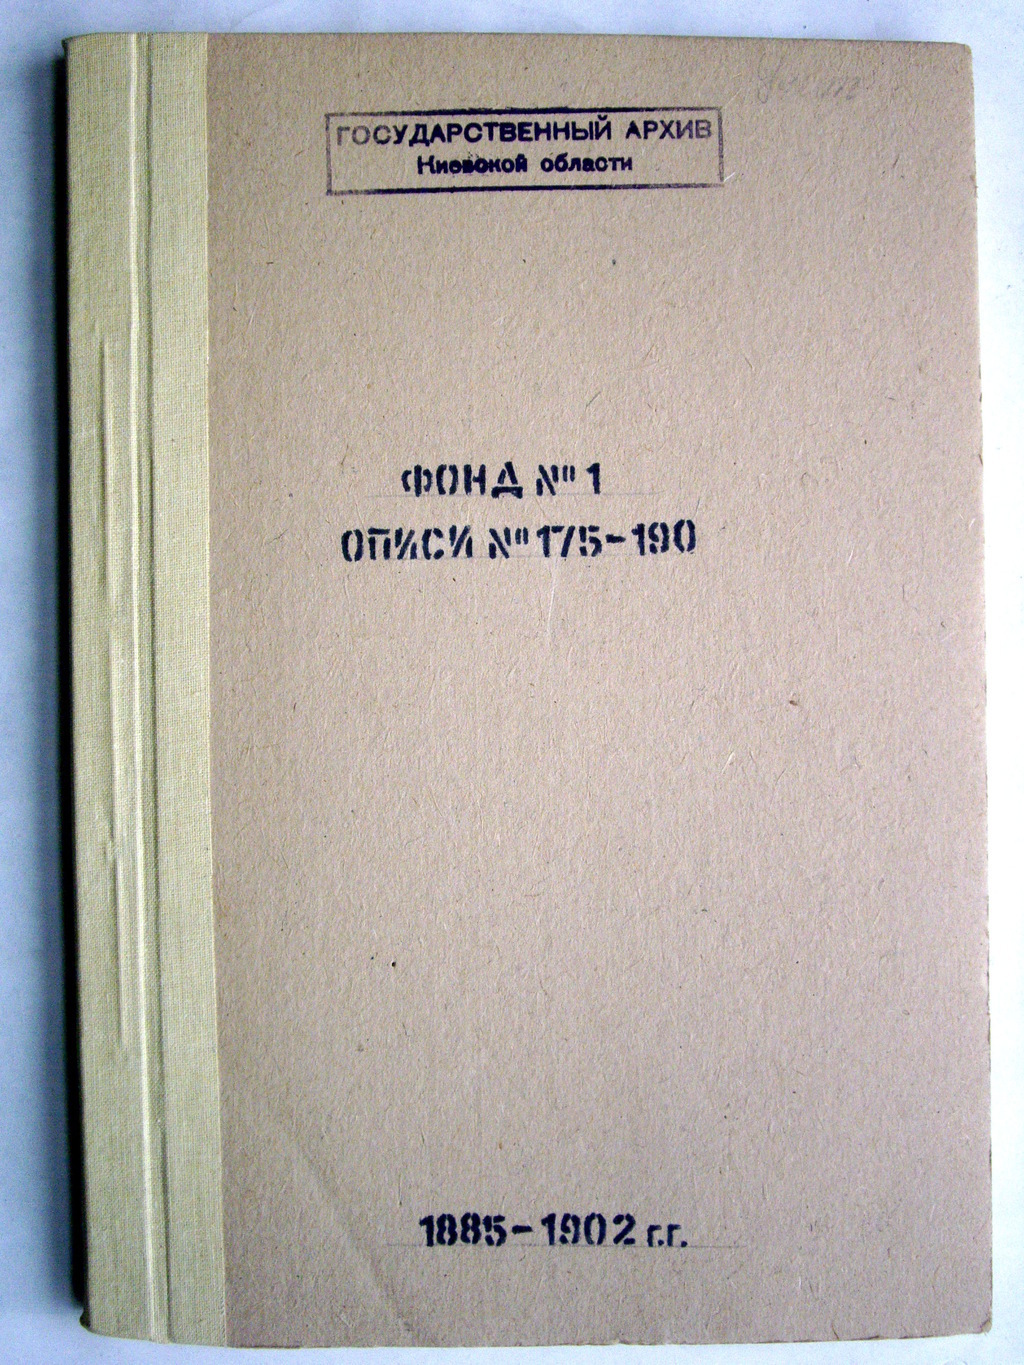 ГОСУДАРСТВЕННЫЙ АРХИВ
Киевской области
ФОНД №1
ОПИСИ №175-190
1885-1902 г.г.